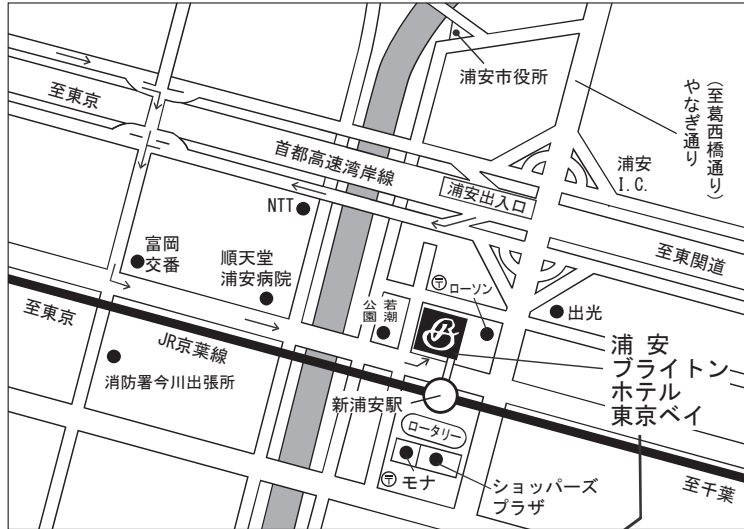 浦安市役所
(至葛西橋通り)
やなぎ通り
至東京
首都高速湾岸線
浦安出入口
浦安
I.C.
NTT
至東関道
富岡
交番
順天堂
浦安病院
〒
ローソン
若潮
公園
出光
至東京
JR京葉線
B
浦安
ブライトン
ホテル
東京ベイ
消防署今川出張所
新浦安駅
ロータリー
〒
モナ
ショッパーズ
プラザ
至千葉